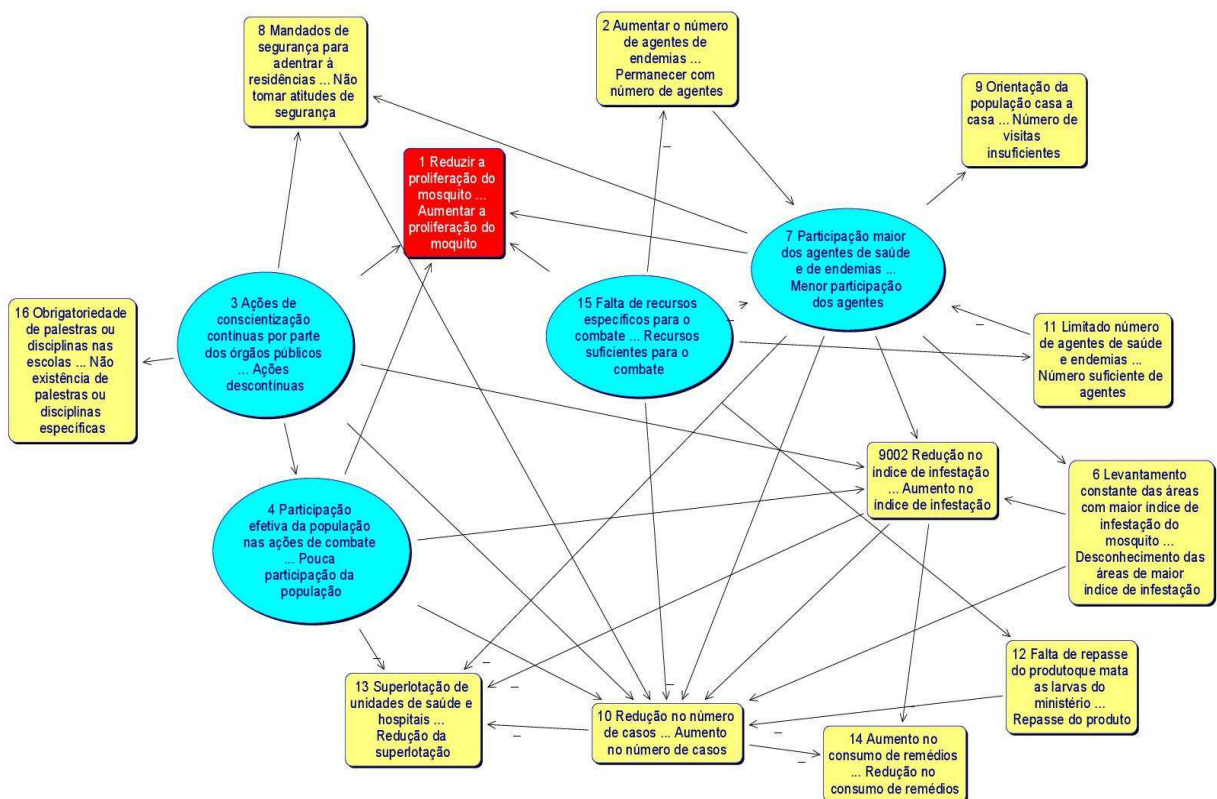 8 Mandados de
segurança para
adentrar à
residências ... Não
tomar atitudes de
segurança
2 Aumentar o número
de agentes de
endemias ...
Permanecer com
número de agentes
9 Orientação da
população casa a
casa ... Número de
visitas
insuficientes
1 Reduzir a
proliferação do
mosquito ...
Aumentar a
proliferação do
moquito
7 Participação maior
dos agentes de saúde
e de endemias ...
Menor participação
dos agentes
3 Ações de
conscientização
contínuas por parte
dos órgãos públicos
... Ações
descontínuas
15 Falta de recursos
específicos para o
combate ... Recursos
suficientes para o
combate
16 Obrigatoriedade
de palestras ou
disciplinas nas
escolas ... Não
existência de
palestras ou
disciplinas
específicas
11 Limitado número
de agentes de saúde
e endemias ...
Número suficiente de
agentes
9002 Redução no
índice de infestação
... Aumento no
índice de infestação
6 Levantamento
constante das áreas
com maior índice de
infestação do
mosquito ...
Desconhecimento das
áreas de maior
índice de infestação
4 Participação
efetiva da população
nas ações de combate
... Pouca
participação da
população
12 Falta de repasse
do produtoque mata
as larvas do
ministério ...
Repasse do produto
13 Superlotação de
unidades de saúde e
hospitais ...
Redução da
superlotação
10 Redução no número
de casos ... Aumento
no número de casos
14 Aumento no
consumo de remédios
... Redução no
consumo de remédios